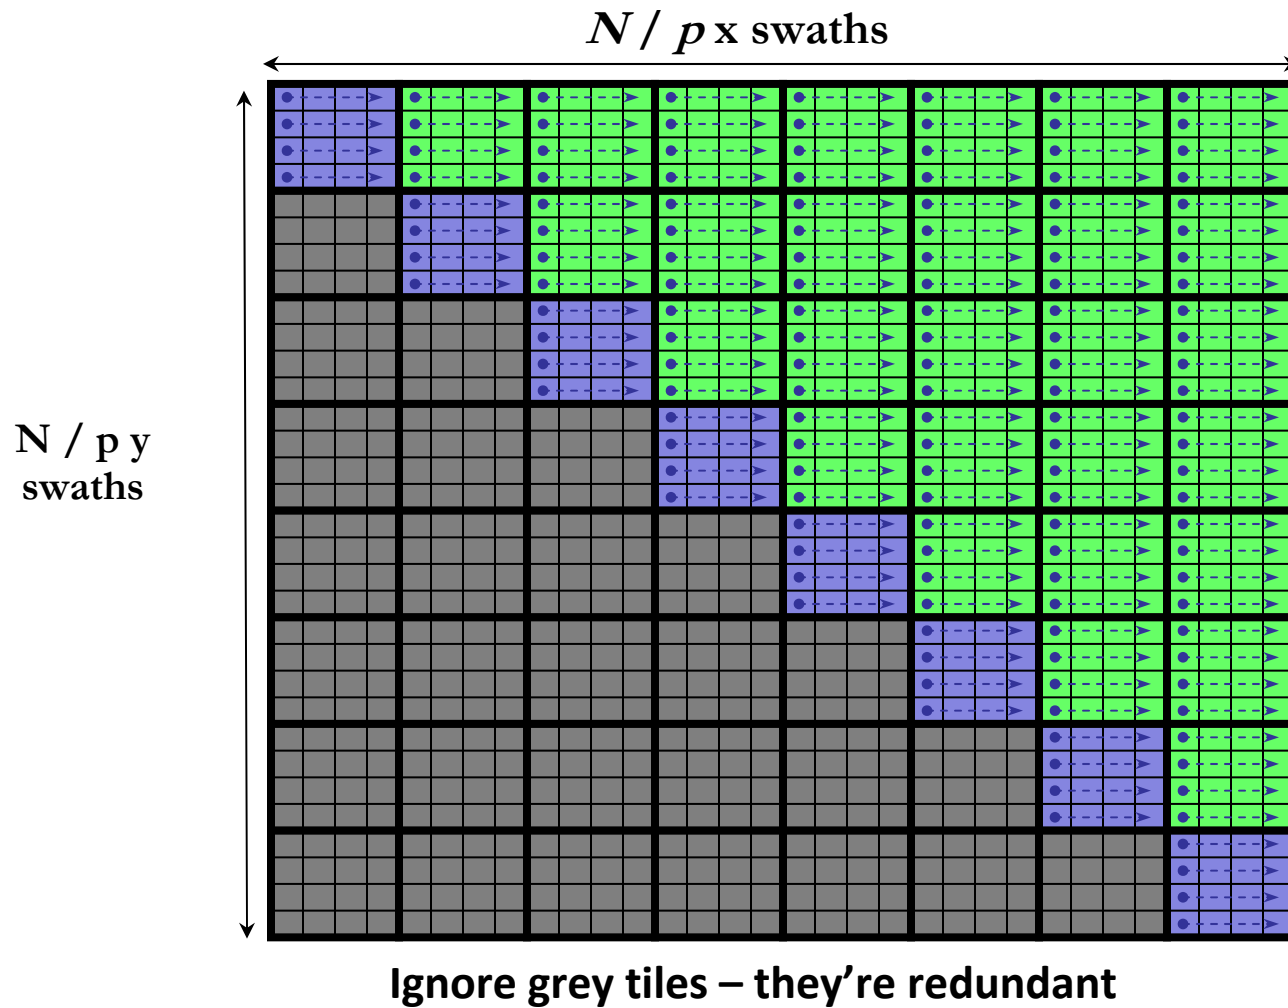 N / p x swaths
N / p y
swaths
Ignore grey tiles – they’re redundant